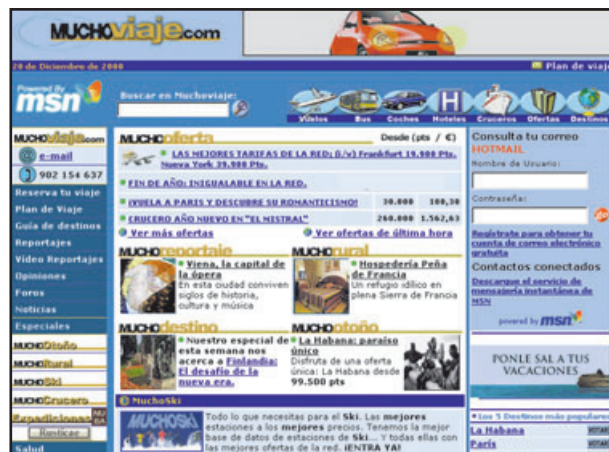 MUCHOviaje.com
20 de Diciembre de 2000
Plan de viaj
Powered By
msn
Buscar en Muchoviaje:
Vuelos Bus Coches Hoteles Cruceros Ofertas Destinos
MUCHOviaje.com
e-mail
902 154 637
Reserva tu viaje
Plan de Viaje
Guía de destinos
Reportajes
Video Reportajes
Opiniones
Foros
Noticias
Especiales
MUCHOOtoño
MUCHORural
MUCHOSki
MUCHOCrucero
Expediciones NUBA
Rusticae
Salud
MUCHOoferta Desde (pts / €)
LAS MEJORES TARIFAS DE LA RED; (i/v) Frankfurt 19.900 Pts.
Nueva York 39.900 Pts.
FIN DE AÑO: INIGUALABLE EN LA RED.
¡VUELA A PARIS Y DESCUBRE SU ROMANTICISMO! 30.000 180,30
CRUCERO AÑO NUEVO EN "EL MISTRAL" 260.000 1.562,63
Ver más ofertas
Ver ofertas de última hora
MUCHOreportaje
Viena, la capital de
la ópera
En esta ciudad conviven
siglos de historia,
cultura y música
MUCHOrural
Hospedería Peña
de Francia
Un refugio idílico en
plena Sierra de Francia
MUCHOdestino
Nuestro especial de
esta semana nos
acerca a Finlandia:
El desafío de la
nueva era.
MUCHOotoño
La Habana: paraiso
único
Disfruta de una oferta
única: La Habana desde
99.500 pts
MuchoSki
MUCHOSKI
Todo lo que necesitas para el Ski. Las mejores
estaciones a los mejores precios. Tenemos la mejor
base de datos de estaciones de Ski... Y todas ellas con
las mejores ofertas de la red. ¡ENTRA YA!
Consulta tu correo
HOTMAIL
Nombre de Usuario:
Contraseña:
go
Regístrate para obtener tu
cuenta de correo electrónico
gratuita
Contactos conectados
Descargue el servicio de
mensajería instantánea de
MSN
powered by msn
PONLE SAL A TUS
VACACIONES
Los 5 Destinos más populares
La Habana VOTAR
París VOTAR